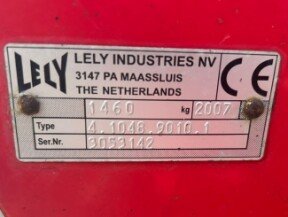 LELY
LELY INDUSTRIES NV
3147 PA MAASSLUIS
THE NETHERLANDS
CE
1460 kg 2007
Type 4.1048.9010.1
Ser.Nr. 3053142